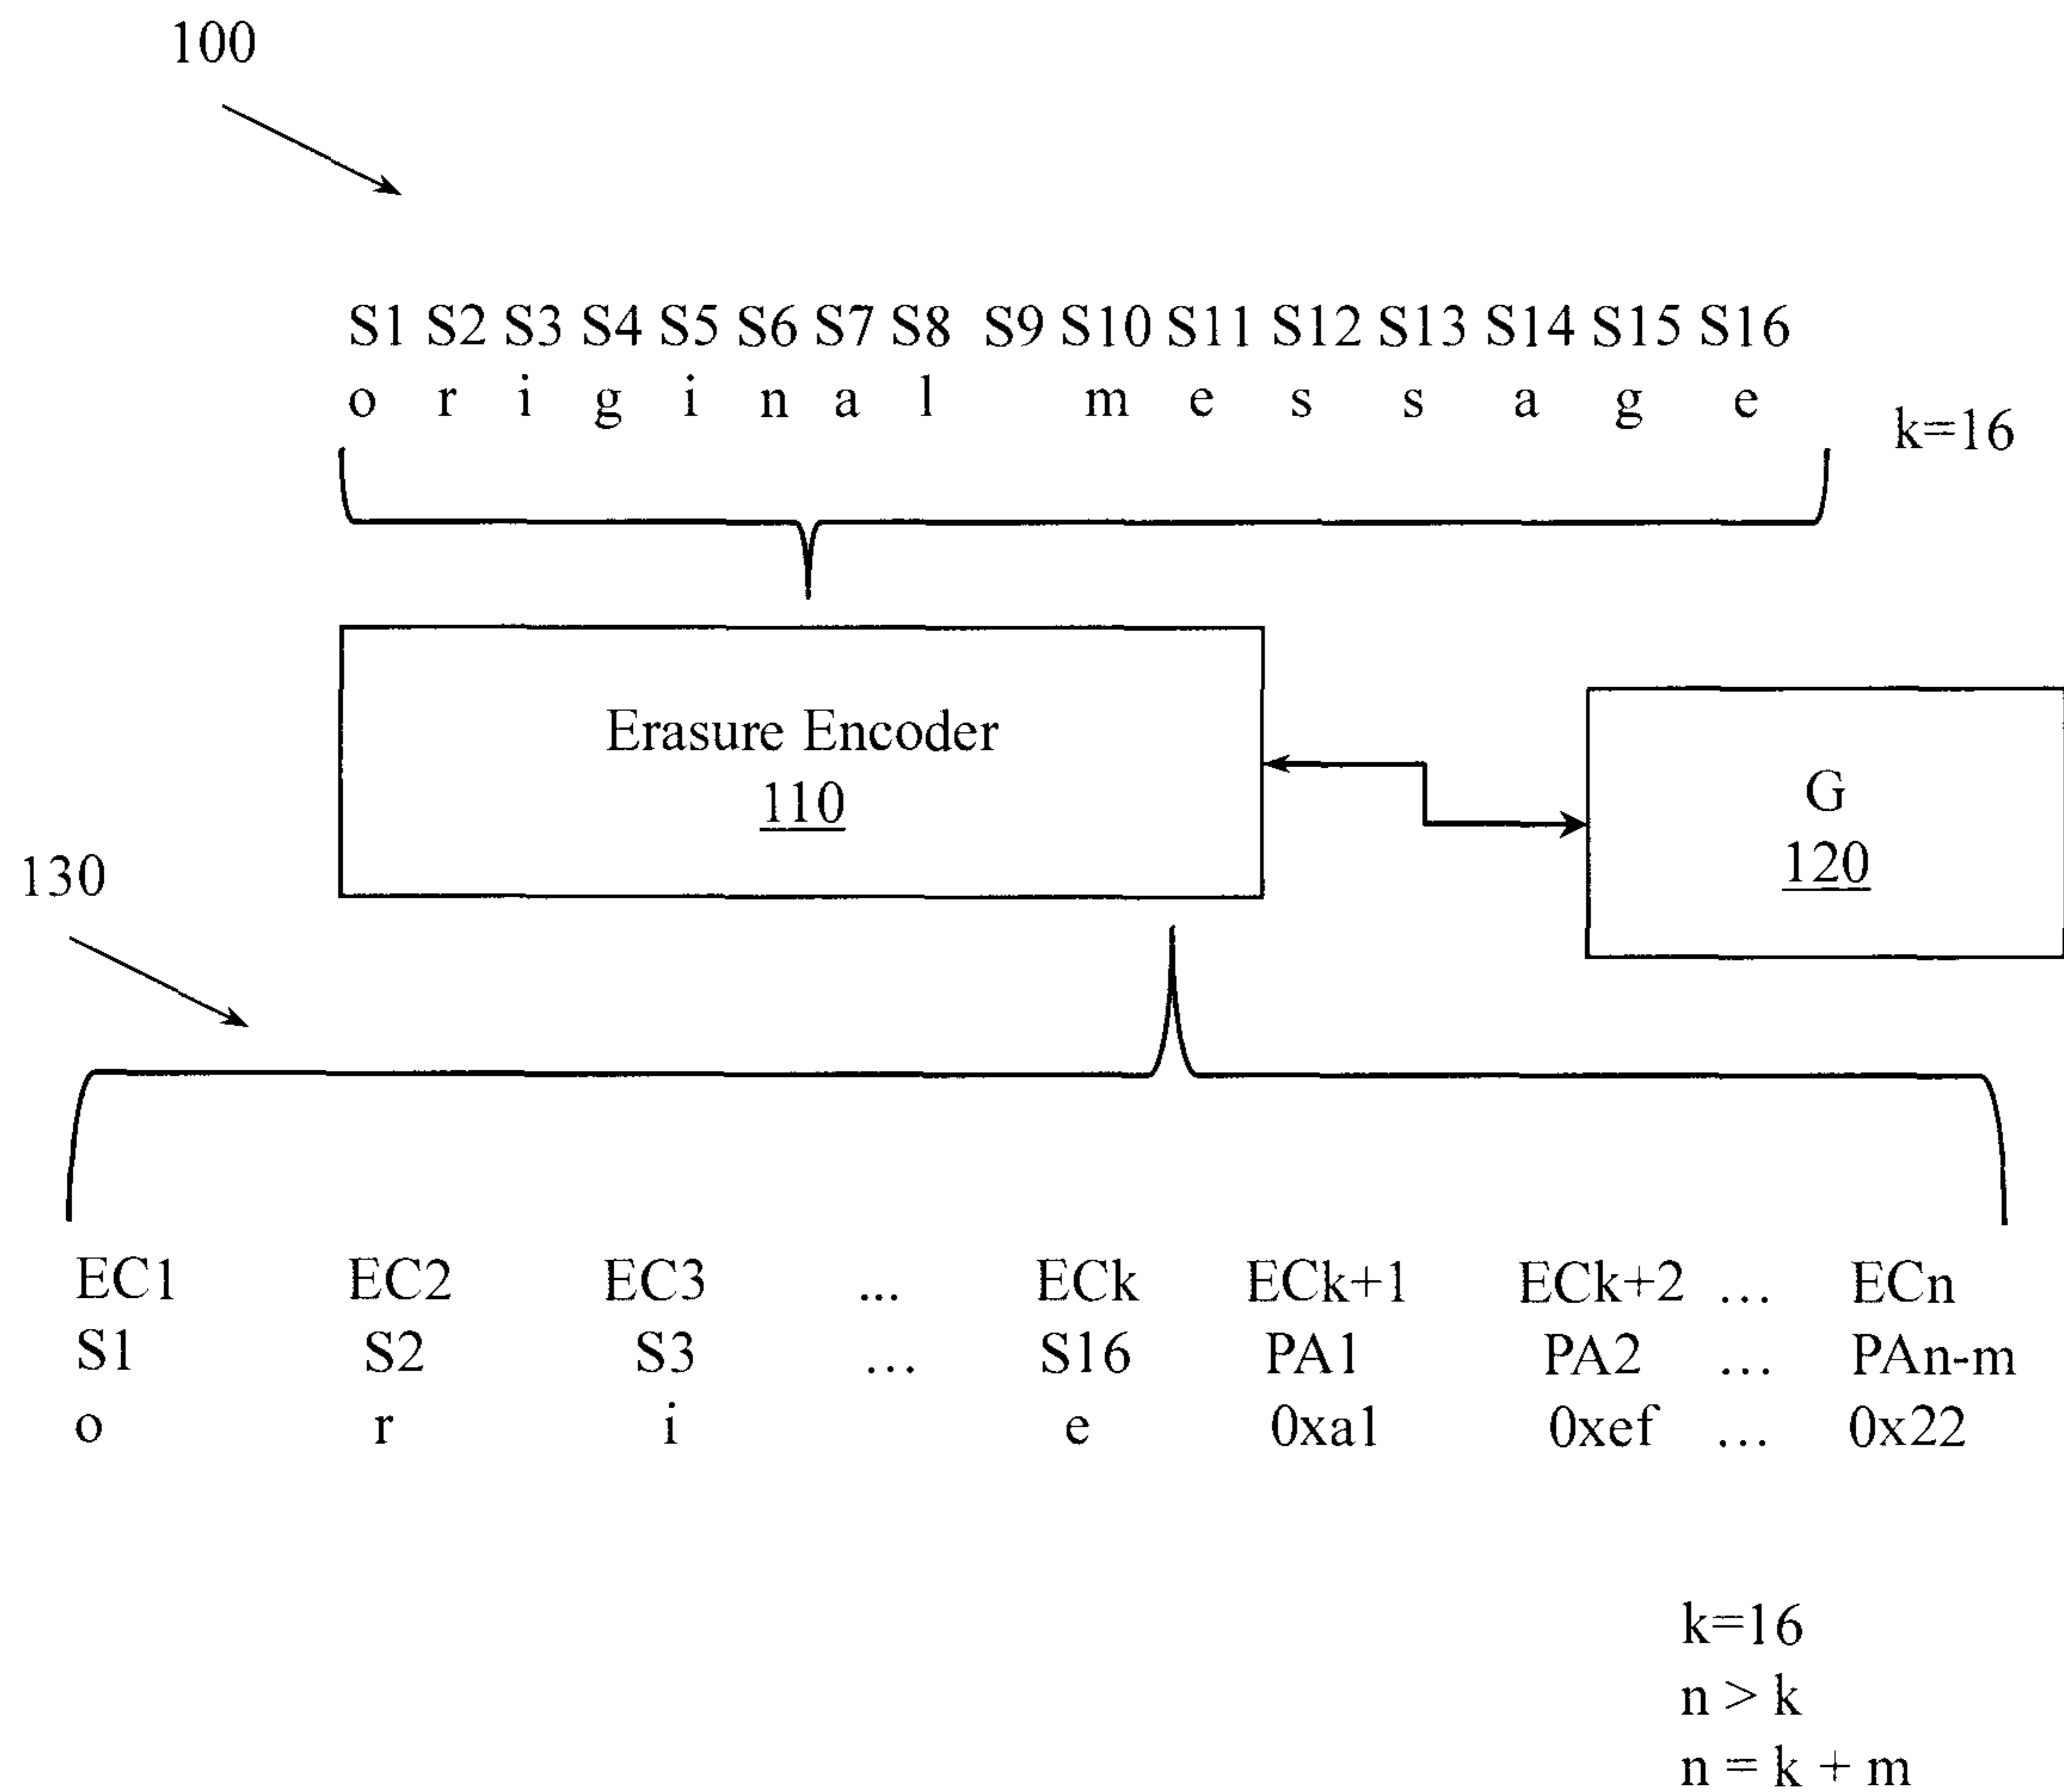 100
S1 S2 S3 S4 S5 S6 S7 S8 S9 S10 S11 S12 S13 S14 S15 S16
o r i g i n a l m e s s a g e
k=16
Erasure Encoder
110
G
120
130
EC1 EC2 EC3 ... ECk ECk+1 ECk+2 ... ECn
S1 S2 S3 ... S16 PA1 PA2 ... PAn-m
o r i e 0xa1 0xef ... 0x22
k=16
n > k
n = k + m